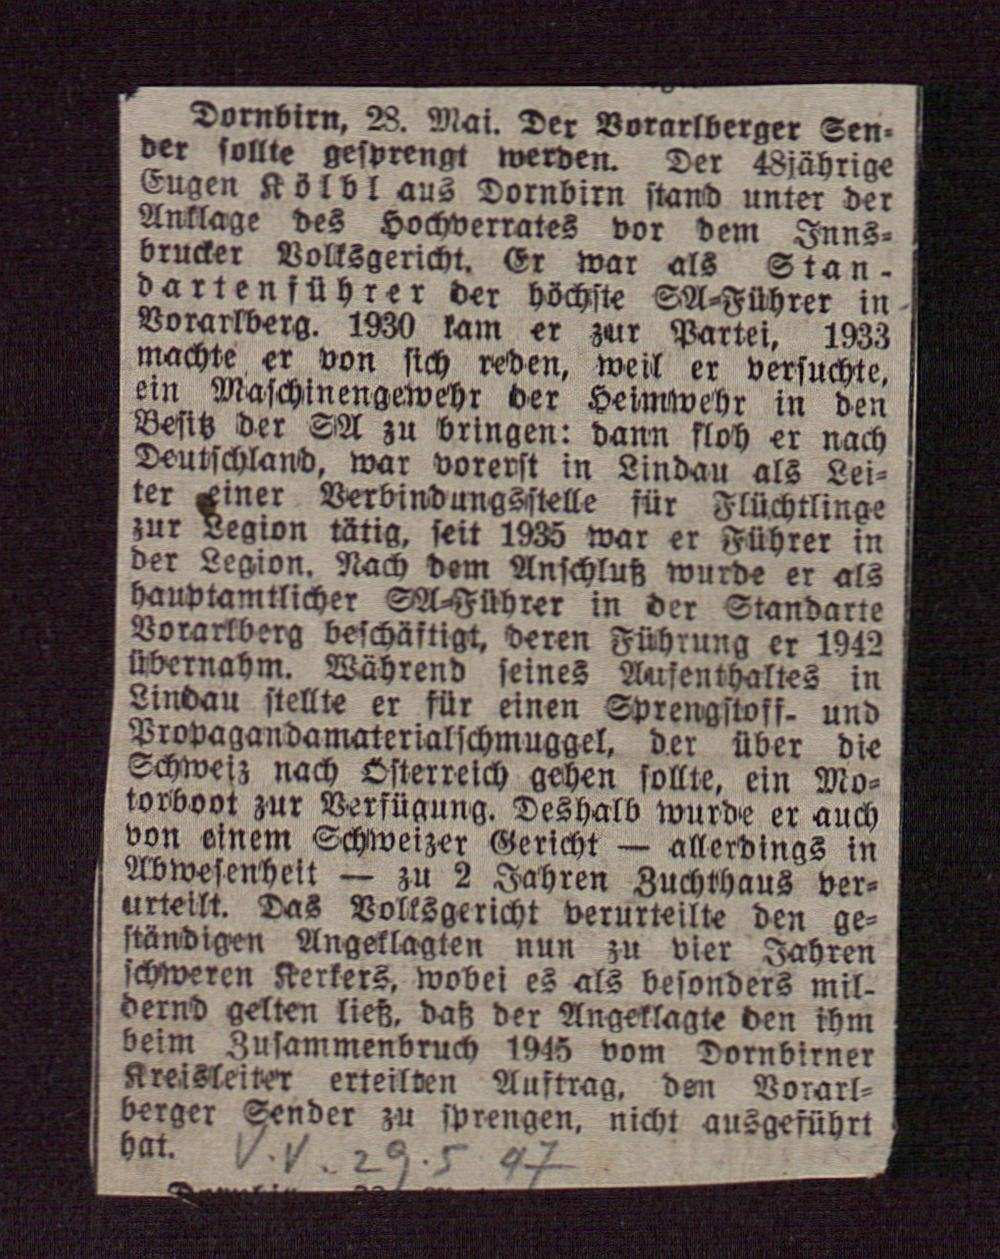 Dornbirn, 28. Mai. Der Vorarlberger Sen-
der sollte gesprengt werden. Der 48jährige
Eugen Kölbl aus Dornbirn stand unter der
Anklage des Hochverrates vor dem Inns-
brucker Volksgericht. Er war als Stan-
dartenführer der höchste SA-Führer in
Vorarlberg. 1930 kam er zur Partei, 1933
machte er von sich reden, weil er versuchte,
ein Maschinengewehr der Heimwehr in den
Besitz der SA zu bringen: dann floh er nach
Deutschland, war vorerst in Lindau als Lei-
ter einer Verbindungsstelle für Flüchtlinge
zur Legion tätig, seit 1935 war er Führer in
der Legion. Nach dem Anschluß wurde er als
hauptamtlicher SA-Führer in der Standarte
Vorarlberg beschäftigt, deren Führung er 1942
übernahm. Während seines Aufenthaltes in
Lindau stellte er für einen Sprengstoff- und
Propagandamaterialschmuggel, der über die
Schweiz nach Österreich gehen sollte, ein Mo-
torboot zur Verfügung. Deshalb wurde er auch
von einem Schweizer Gericht — allerdings in
Abwesenheit — zu 2 Jahren Zuchthaus ver-
urteilt. Das Volksgericht verurteilte den ge-
ständigen Angeklagten nun zu vier Jahren
schweren Kerkers, wobei es als besonders mil-
dernd gelten ließ, daß der Angeklagte den ihm
beim Zusammenbruch 1945 vom Dornbirner
Kreisleiter erteilten Auftrag, den Vorarl-
berger Sender zu sprengen, nicht ausgeführt
hat.
V.V. 29.5 47